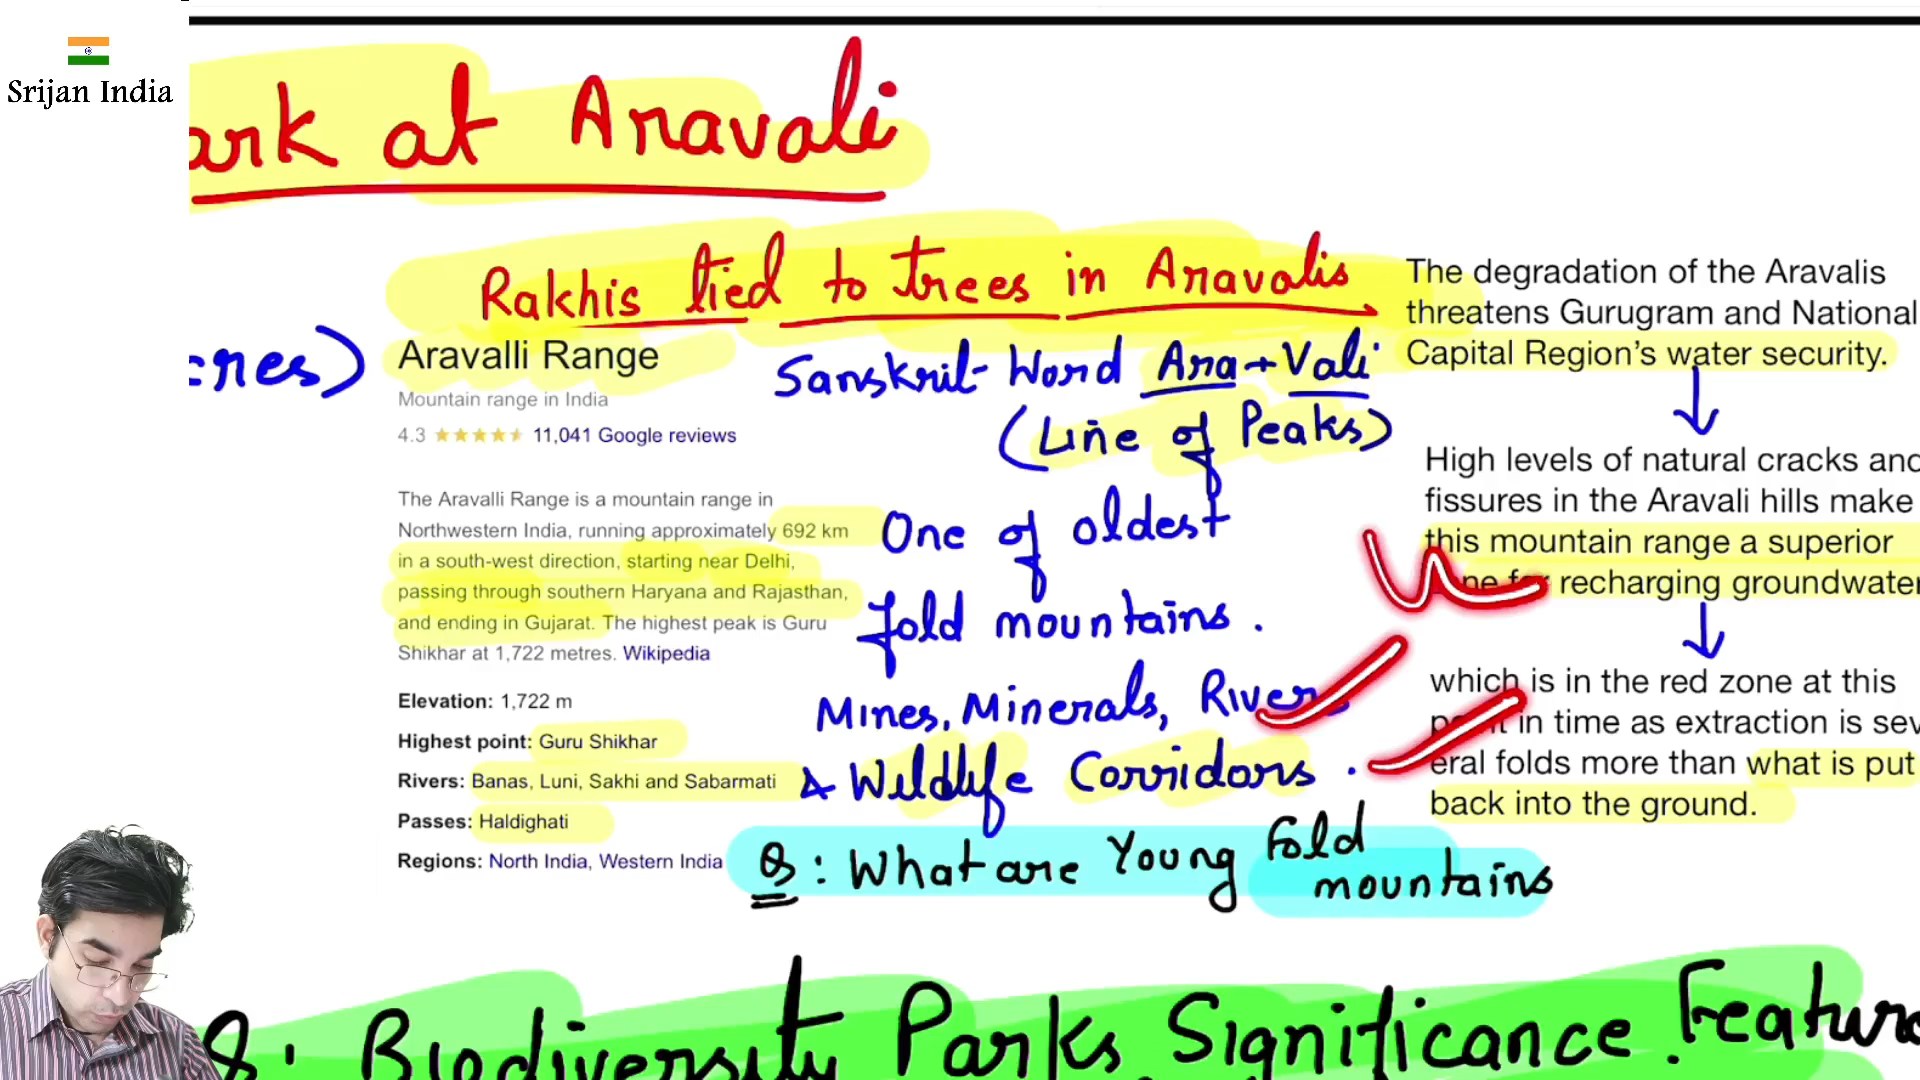 Srijan India
ark at Aravali
Rakhis tied to trees in Aravalis
cres)
Aravalli Range
Mountain range in India
4.3 11,041 Google reviews
The Aravalli Range is a mountain range in
Northwestern India, running approximately 692 km
in a south-west direction, starting near Delhi,
passing through southern Haryana and Rajasthan,
and ending in Gujarat. The highest peak is Guru
Shikhar at 1,722 metres. Wikipedia
Elevation: 1,722 m
Highest point: Guru Shikhar
Rivers: Banas, Luni, Sakhi and Sabarmati
Passes: Haldighati
Regions: North India, Western India
Sanskrit Word Ara + Vali
(Line of Peaks)
One of oldest
fold mountains.
Mines, Minerals, Rivers
& Wildlife Corridors.
Q: What are Young Fold
mountains
The degradation of the Aravalis
threatens Gurugram and National
Capital Region's water security.
High levels of natural cracks and
fissures in the Aravali hills make
this mountain range a superior
recharging groundwater
which is in the red zone at this
in time as extraction is sev
eral folds more than what is put
back into the ground.
Q: Biodiversity Parks Significance. Featur